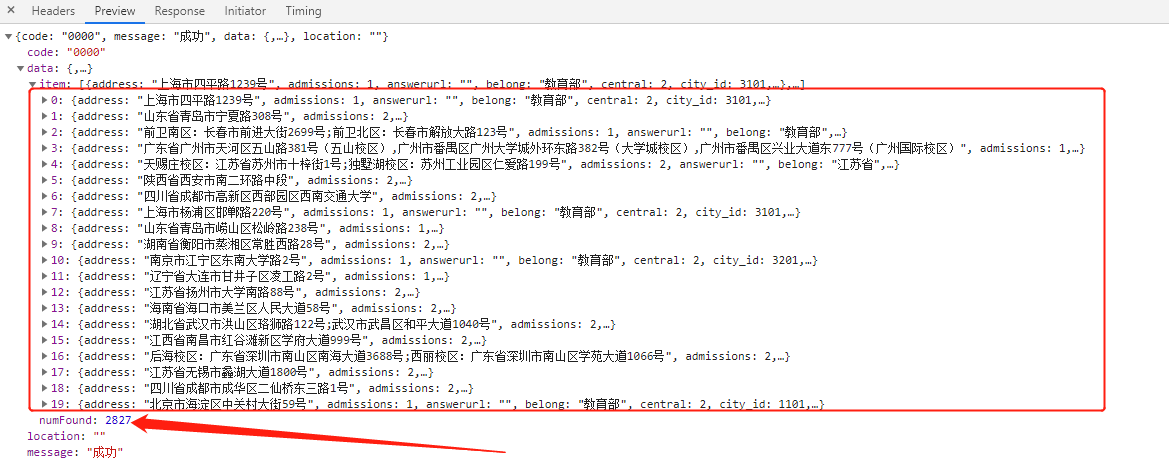 × Headers Preview Response Initiator Timing
▼{code: "0000", message: "成功", data: {,…}, location: ""}
code: "0000"
▼data: {,…}
▼item: [{address: "上海市四平路1239号", admissions: 1, answerurl: "", belong: "教育部", central: 2, city_id: 3101,…},…]
▶0: {address: "上海市四平路1239号", admissions: 1, answerurl: "", belong: "教育部", central: 2, city_id: 3101,…}
▶1: {address: "山东省青岛市宁夏路308号", admissions: 2,…}
▶2: {address: "前卫南区: 长春市前进大街2699号;前卫北区: 长春市解放大路123号", admissions: 1, answerurl: "", belong: "教育部",…}
▶3: {address: "广东省广州市天河区五山路381号（五山校区）,广州市番禺区广州大学城外环东路382号（大学城校区）,广州市番禺区兴业大道东777号（广州国际校区）", admissions: 1,…}
▶4: {address: "天赐庄校区: 江苏省苏州市十梓街1号;独墅湖校区: 苏州工业园区仁爱路199号", admissions: 2, answerurl: "", belong: "江苏省",…}
▶5: {address: "陕西省西安市南二环路中段", admissions: 2,…}
▶6: {address: "四川省成都市高新区西部园区西南交通大学", admissions: 2,…}
▶7: {address: "上海市杨浦区邯郸路220号", admissions: 1, answerurl: "", belong: "教育部", central: 2, city_id: 3101,…}
▶8: {address: "山东省青岛市崂山区松岭路238号", admissions: 1,…}
▶9: {address: "湖南省衡阳市蒸湘区常胜西路28号", admissions: 2,…}
▶10: {address: "南京市江宁区东南大学路2号", admissions: 1, answerurl: "", belong: "教育部", central: 2, city_id: 3201,…}
▶11: {address: "辽宁省大连市甘井子区凌工路2号", admissions: 1,…}
▶12: {address: "江苏省扬州市大学南路88号", admissions: 2,…}
▶13: {address: "海南省海口市美兰区人民大道58号", admissions: 2,…}
▶14: {address: "湖北省武汉市洪山区珞狮路122号;武汉市武昌区和平大道1040号", admissions: 2,…}
▶15: {address: "江西省南昌市红谷滩新区学府大道999号", admissions: 2,…}
▶16: {address: "后海校区: 广东省深圳市南山区南海大道3688号;西丽校区: 广东省深圳市南山区学苑大道1066号", admissions: 2,…}
▶17: {address: "江苏省无锡市蠡湖大道1800号", admissions: 2,…}
▶18: {address: "四川省成都市成华区二仙桥东三路1号", admissions: 2,…}
▶19: {address: "北京市海淀区中关村大街59号", admissions: 1, answerurl: "", belong: "教育部", central: 2, city_id: 1101,…}
numFound: 2827
location: ""
message: "成功"